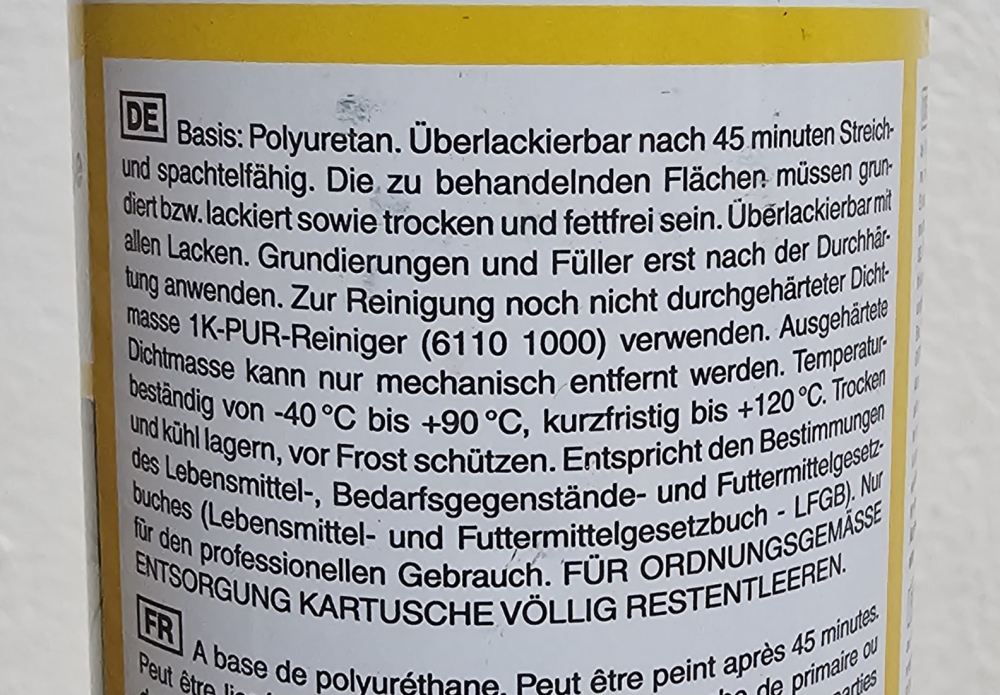 DE Basis: Polyuretan. Überlackierbar nach 45 minuten Streich-
und spachtelfähig. Die zu behandelnden Flächen müssen grun-
diert bzw. lackiert sowie trocken und fettfrei sein. Überlackierbar mit
allen Lacken. Grundierungen und Füller erst nach der Durchhär-
tung anwenden. Zur Reinigung noch nicht durchgehärteter Dicht-
masse 1K-PUR-Reiniger (6110 1000) verwenden. Ausgehärtete
Dichtmasse kann nur mechanisch entfernt werden. Temperatur-
beständig von -40 °C bis +90 °C, kurzfristig bis +120 °C. Trocken
und kühl lagern, vor Frost schützen. Entspricht den Bestimmungen
des Lebensmittel-, Bedarfsgegenstände- und Futtermittelgesetz-
buches (Lebensmittel- und Futtermittelgesetzbuch - LFGB). Nur
für den professionellen Gebrauch. FÜR ORDNUNGSGEMÄSSE
ENTSORGUNG KARTUSCHE VÖLLIG RESTENTLEEREN.
FR A base de polyuréthane. Peut être peint après 45 minutes.
Peut être de primaire ou